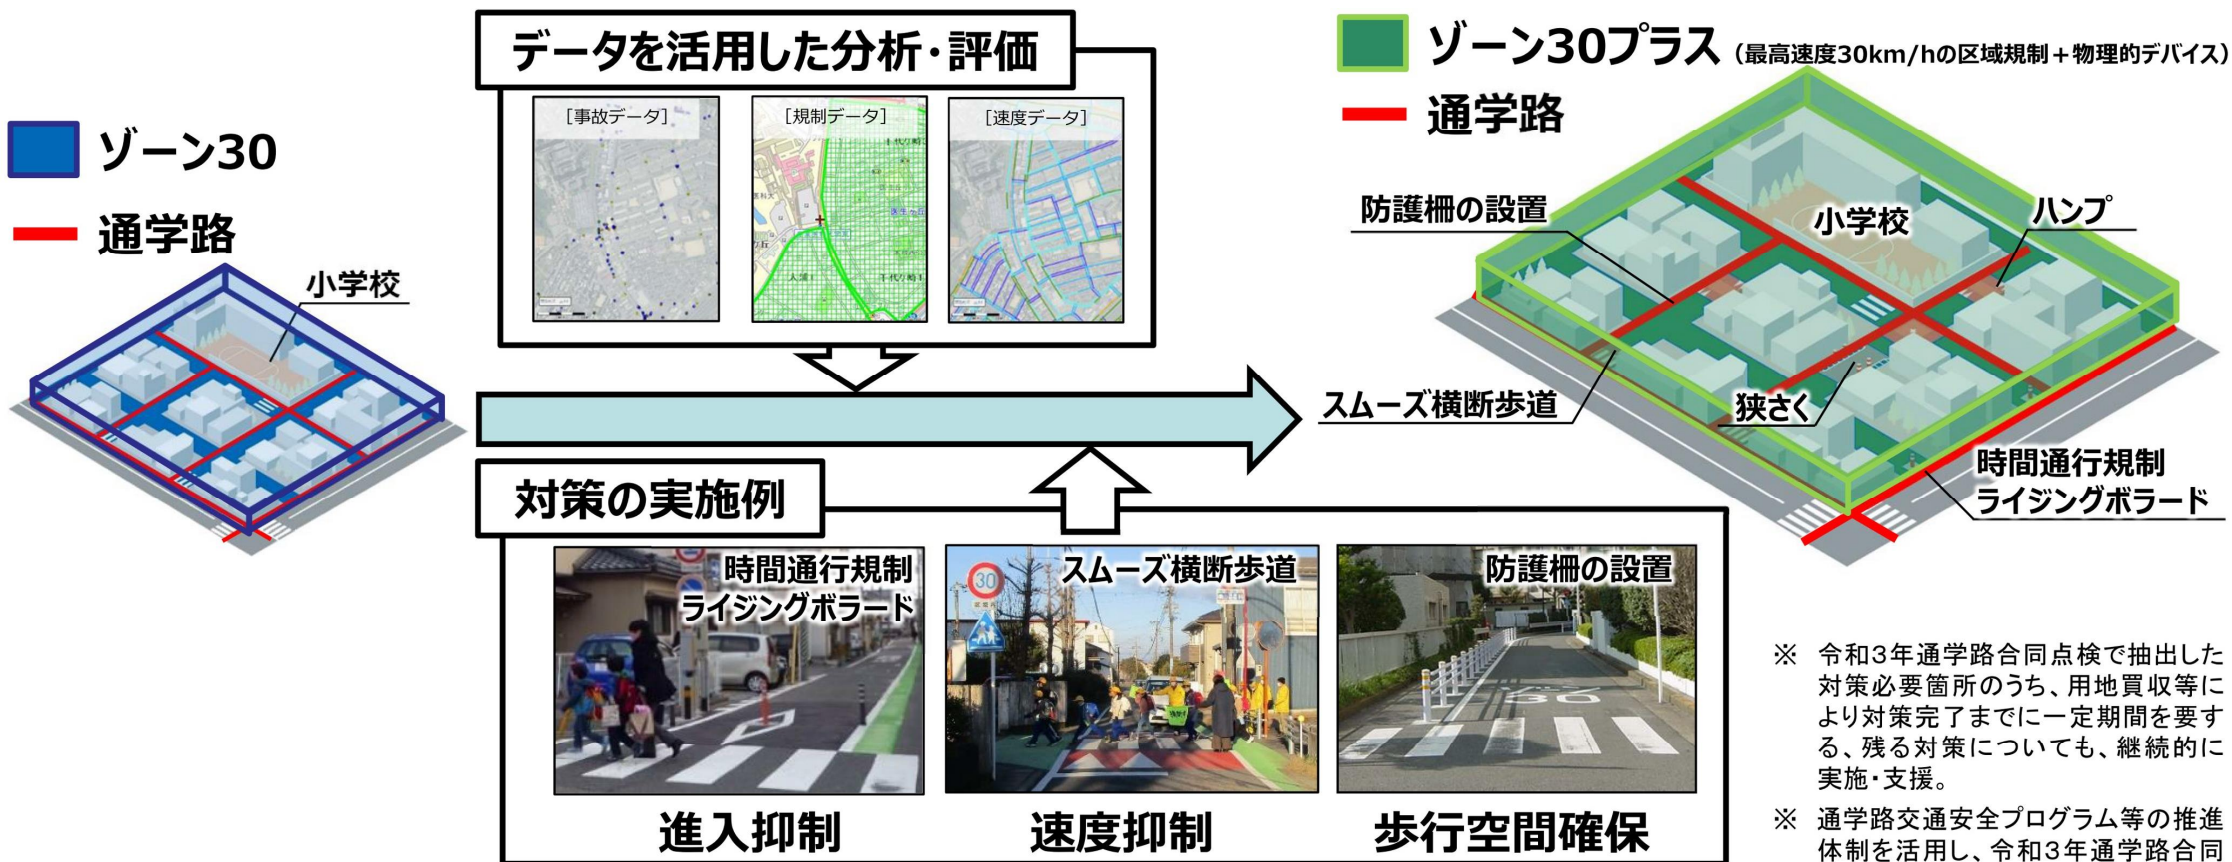 ゾーン30
通学路
小学校
データを活用した分析・評価
[事故データ]
[規制データ]
[速度データ]
対策の実施例
時間通行規制
ライジングボラード
進入抑制
30
スムーズ横断歩道
速度抑制
防護柵の設置
30
歩行空間確保
ゾーン30プラス（最高速度30km/hの区域規制＋物理的デバイス）
通学路
防護柵の設置
小学校
ハンプ
スムーズ横断歩道
狭さく
時間通行規制
ライジングボラード
※ 令和3年通学路合同点検で抽出した
対策必要箇所のうち、用地買収等に
より対策完了までに一定期間を要す
る、残る対策についても、継続的に
実施・支援。
※ 通学路交通安全プログラム等の推進
体制を活用し、令和3年通学路合同